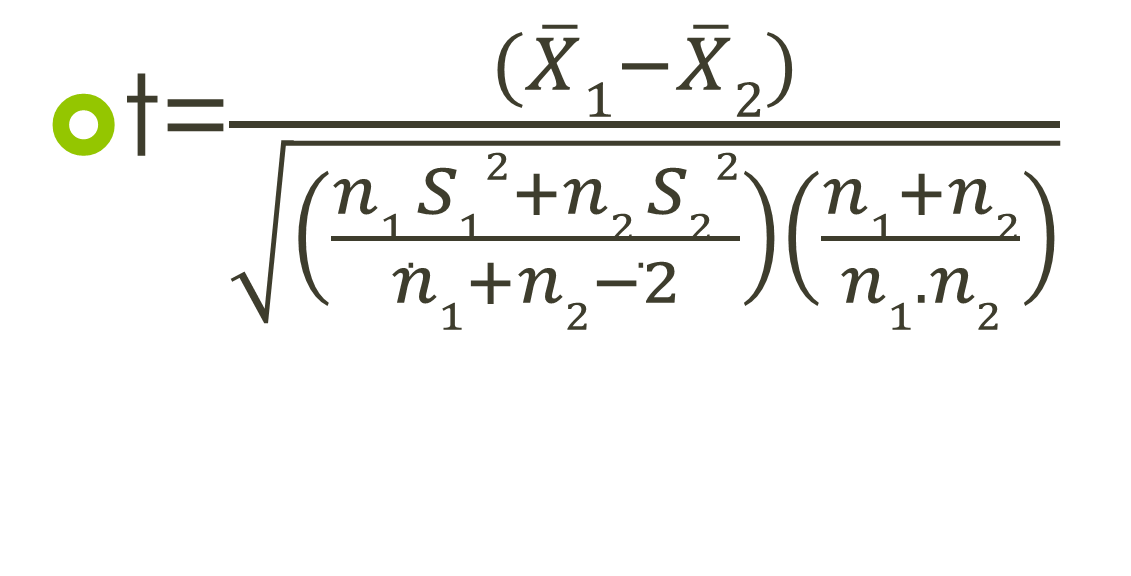 †=
(X̅₁−X̅₂)
√((n₁S₁²+n₂S₂²)/(n₁+n₂−2))((n₁+n₂)/(n₁.n₂))